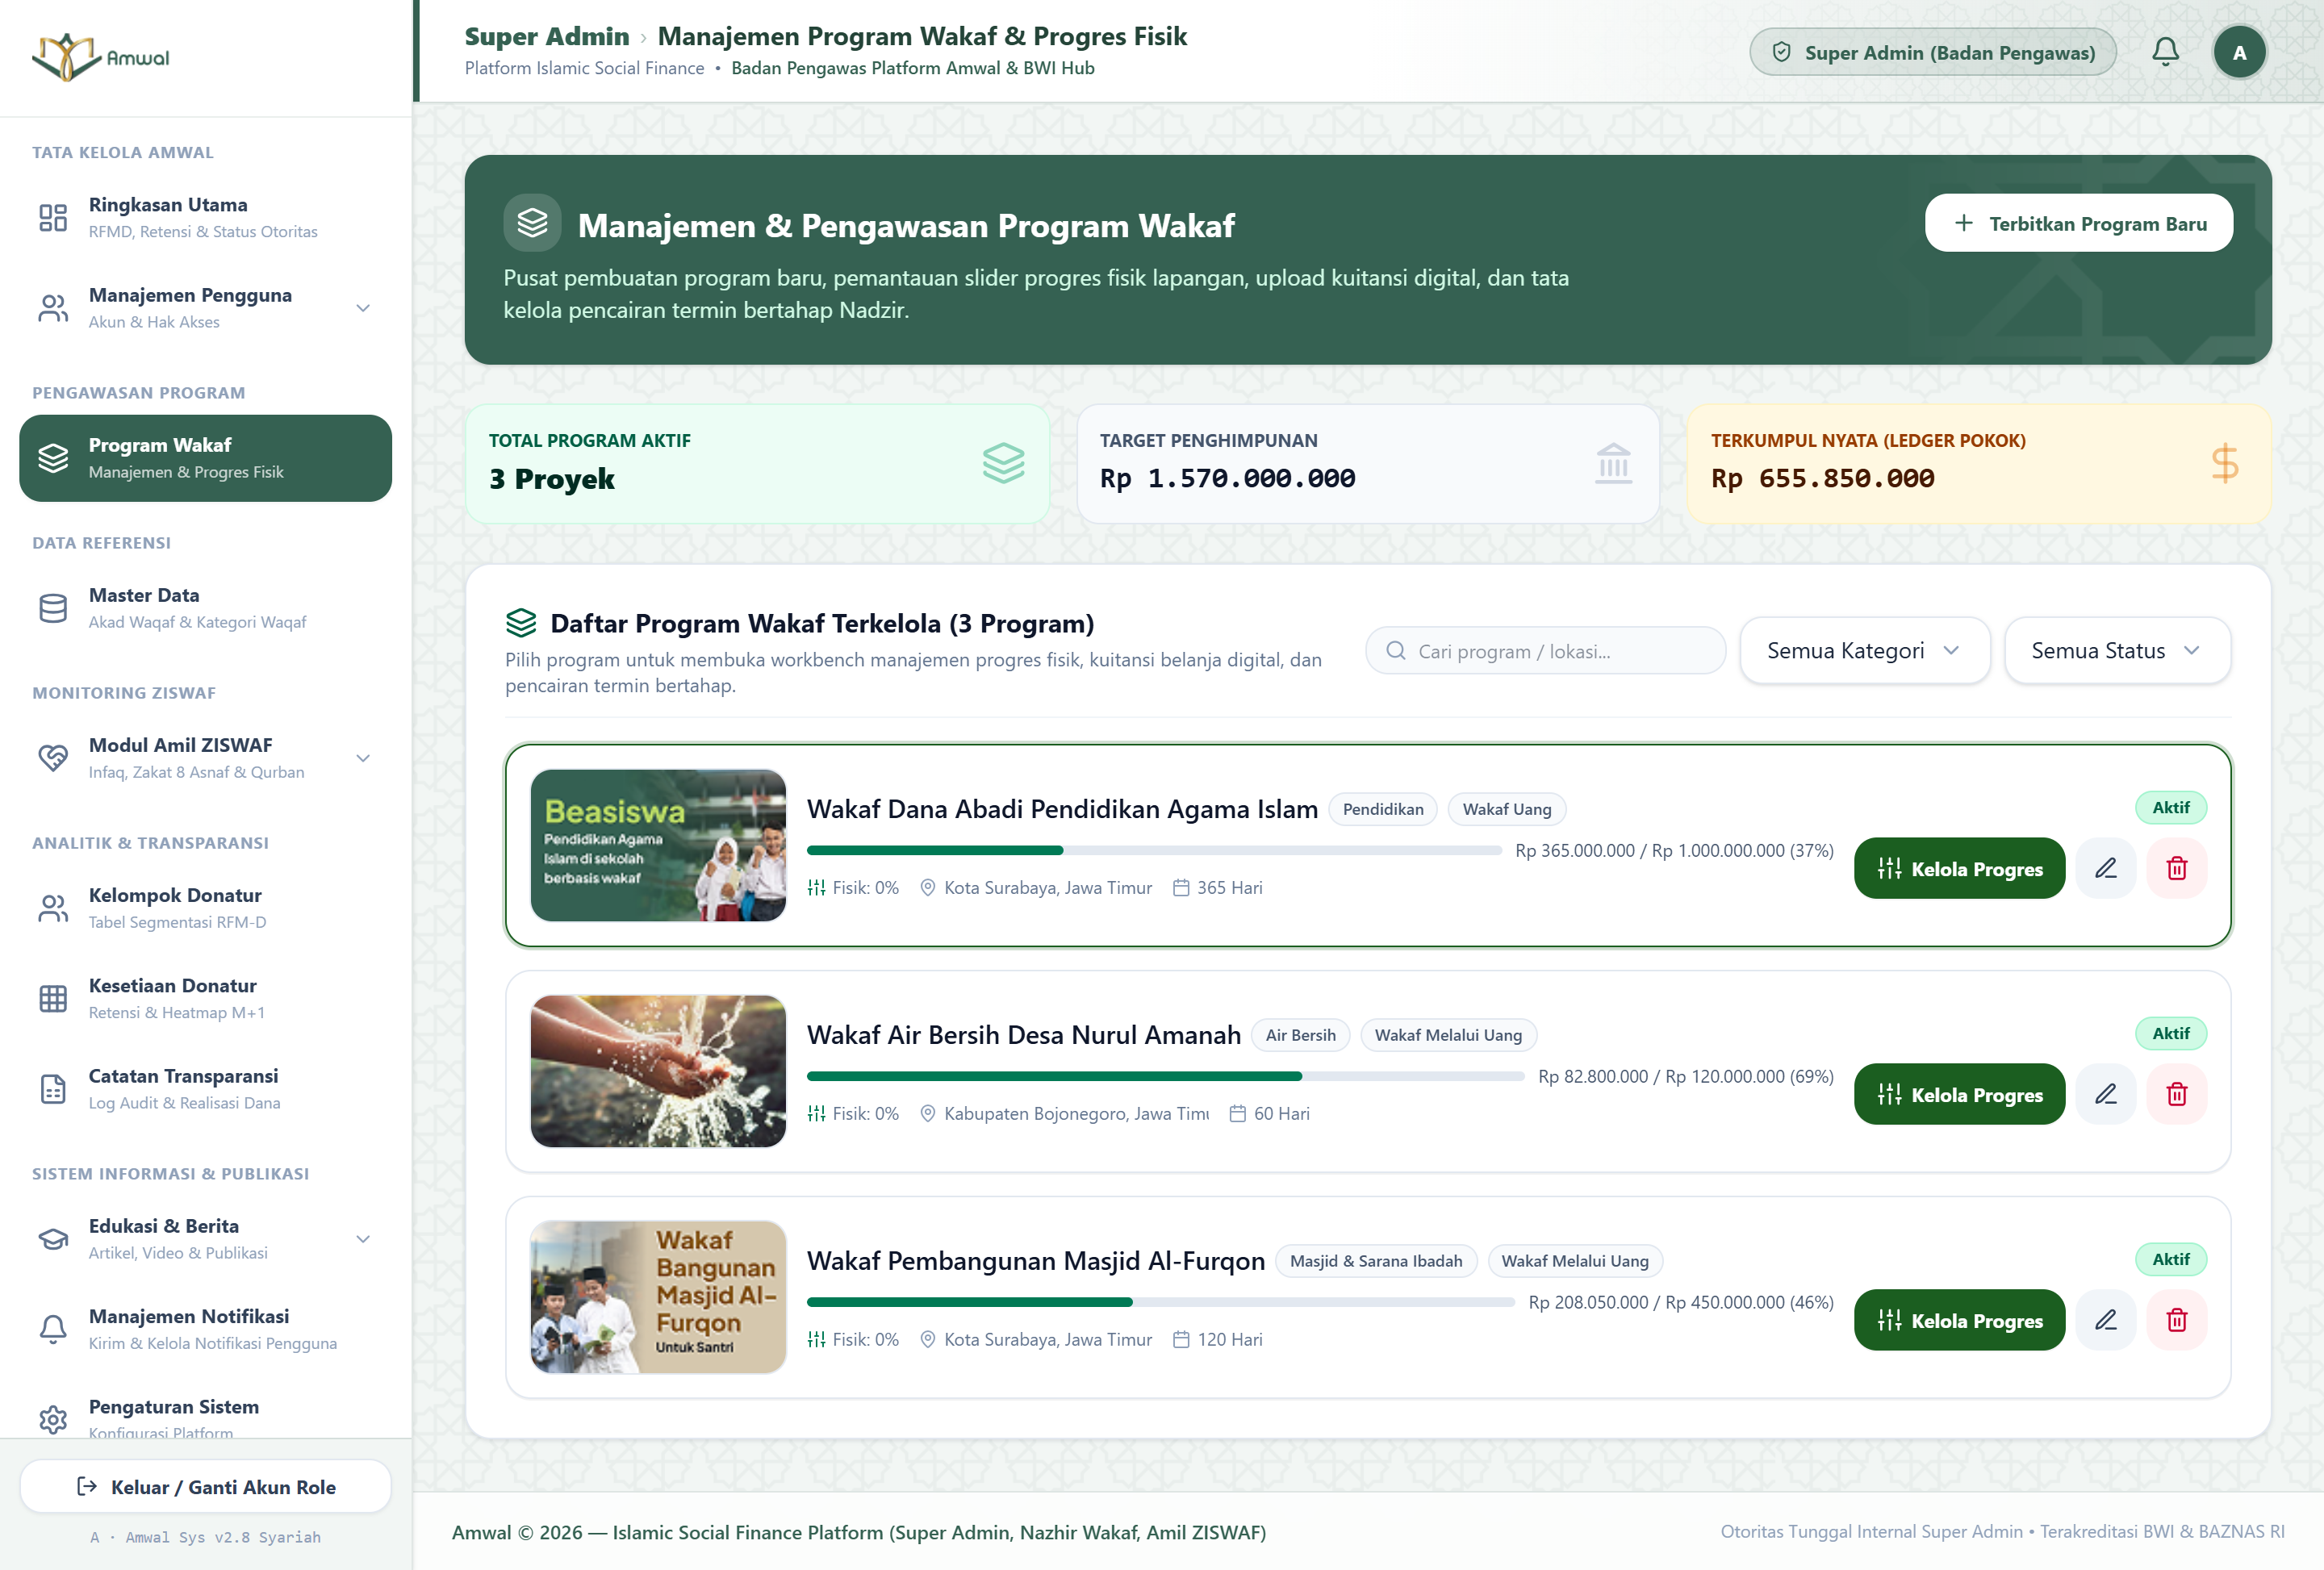 Amwal
TATA KELOLA AMWAL
Ringkasan Utama
RFMD, Retensi & Status Otoritas
Manajemen Pengguna
Akun & Hak Akses
PENGAWASAN PROGRAM
Program Wakaf
Manajemen & Progres Fisik
DATA REFERENSI
Master Data
Akad Waqaf & Kategori Waqaf
MONITORING ZISWAF
Modul Amil ZISWAF
Infaq, Zakat 8 Asnaf & Qurban
ANALITIK & TRANSPARANSI
Kelompok Donatur
Tabel Segmentasi RFM-D
Kesetiaan Donatur
Retensi & Heatmap M+1
Catatan Transparansi
Log Audit & Realisasi Dana
SISTEM INFORMASI & PUBLIKASI
Edukasi & Berita
Artikel, Video & Publikasi
Manajemen Notifikasi
Kirim & Kelola Notifikasi Pengguna
Pengaturan Sistem
Konfigurasi Platform
Keluar / Ganti Akun Role
A · Amwal Sys v2.8 Syariah
Super Admin › Manajemen Program Wakaf & Progres Fisik
Platform Islamic Social Finance • Badan Pengawas Platform Amwal & BWI Hub
Super Admin (Badan Pengawas)
A
Manajemen & Pengawasan Program Wakaf
Terbitkan Program Baru
Pusat pembuatan program baru, pemantauan slider progres fisik lapangan, upload kuitansi digital, dan tata
kelola pencairan termin bertahap Nadzir.
TOTAL PROGRAM AKTIF
3 Proyek
TARGET PENGHIMPUNAN
Rp 1.570.000.000
TERKUMPUL NYATA (LEDGER POKOK)
Rp 655.850.000
Daftar Program Wakaf Terkelola (3 Program)
Pilih program untuk membuka workbench manajemen progres fisik, kuitansi belanja digital, dan
pencairan termin bertahap.
Cari program / lokasi...
Semua Kategori
Semua Status
Beasiswa
Pendidikan Agama
Islam di sekolah
berbasis wakaf
Wakaf Dana Abadi Pendidikan Agama Islam Pendidikan Wakaf Uang
Aktif
Rp 365.000.000 / Rp 1.000.000.000 (37%)
Kelola Progres
Fisik: 0% Kota Surabaya, Jawa Timur 365 Hari
Wakaf Air Bersih Desa Nurul Amanah Air Bersih Wakaf Melalui Uang
Aktif
Rp 82.800.000 / Rp 120.000.000 (69%)
Kelola Progres
Fisik: 0% Kabupaten Bojonegoro, Jawa Timu 60 Hari
Wakaf
Bangunan
Masjid Al-
Furqon
Untuk Santri
Wakaf Pembangunan Masjid Al-Furqon Masjid & Sarana Ibadah Wakaf Melalui Uang
Aktif
Rp 208.050.000 / Rp 450.000.000 (46%)
Kelola Progres
Fisik: 0% Kota Surabaya, Jawa Timur 120 Hari
Amwal © 2026 — Islamic Social Finance Platform (Super Admin, Nazhir Wakaf, Amil ZISWAF)
Otoritas Tunggal Internal Super Admin • Terakreditasi BWI & BAZNAS RI